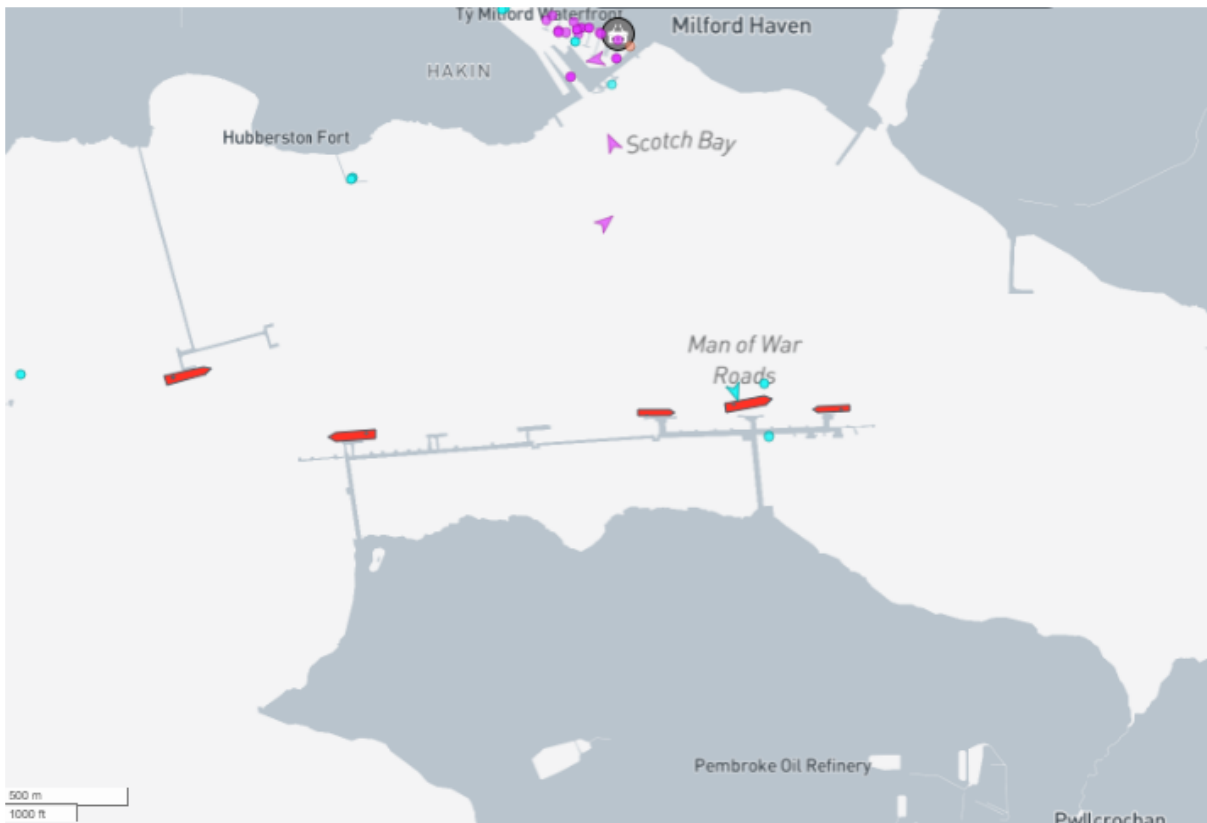 Tŷ Milford Waterfront
Milford Haven
HAKIN
Hubberston Fort
Scotch Bay
Man of War
Roads
Pembroke Oil Refinery
500 m
1000 ft
Pwllcrochan